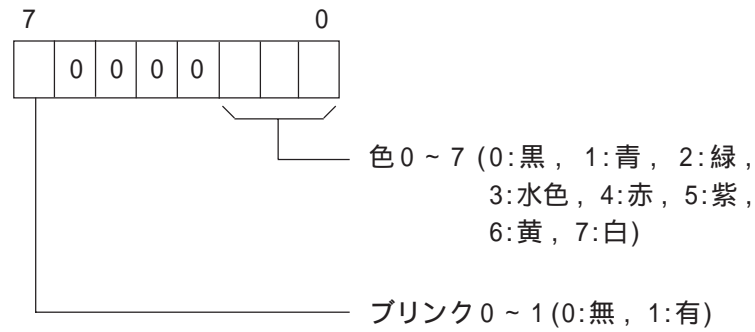 7 0
0 0 0 0
色0～7 (0:黒, 1:青, 2:緑,
3:水色, 4:赤, 5:紫,
6:黄, 7:白)
ブリンク0～1(0:無, 1:有)